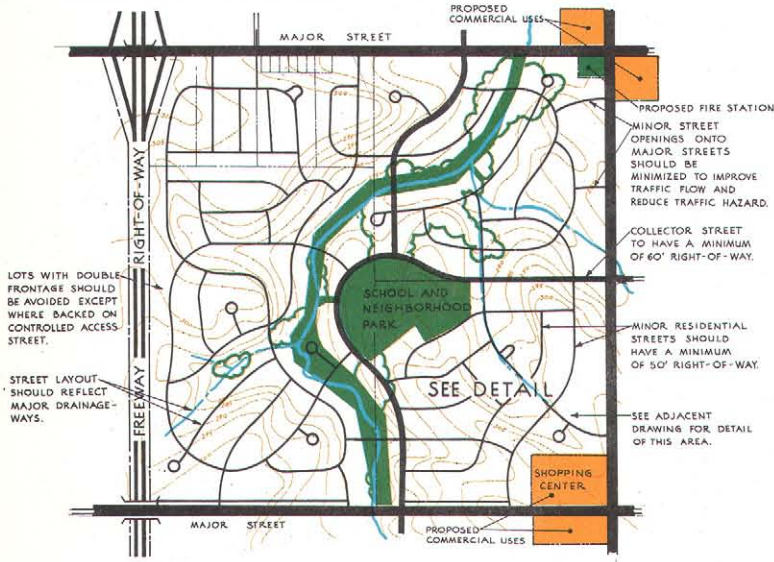 PROPOSED
COMMERCIAL USES
MAJOR STREET
PROPOSED FIRE STATION
MINOR STREET
OPENINGS ONTO
MAJOR STREETS
SHOULD BE
MINIMIZED TO IMPROVE
TRAFFIC FLOW AND
REDUCE TRAFFIC HAZARD.
RIGHT-OF-WAY
COLLECTOR STREET
TO HAVE A MINIMUM
OF 60' RIGHT-OF-WAY.
LOTS WITH DOUBLE
FRONTAGE SHOULD
BE AVOIDED EXCEPT
WHERE BACKED ON
CONTROLLED ACCESS
STREET.
SCHOOL AND
NEIGHBORHOOD
PARK
MINOR RESIDENTIAL
STREETS SHOULD
HAVE A MINIMUM
OF 50' RIGHT-OF-WAY.
STREET LAYOUT
SHOULD REFLECT
MAJOR DRAINAGE-
WAYS.
FREEWAY
SEE DETAIL
SEE ADJACENT
DRAWING FOR DETAIL
OF THIS AREA.
SHOPPING
CENTER
MAJOR STREET
PROPOSED
COMMERCIAL USES